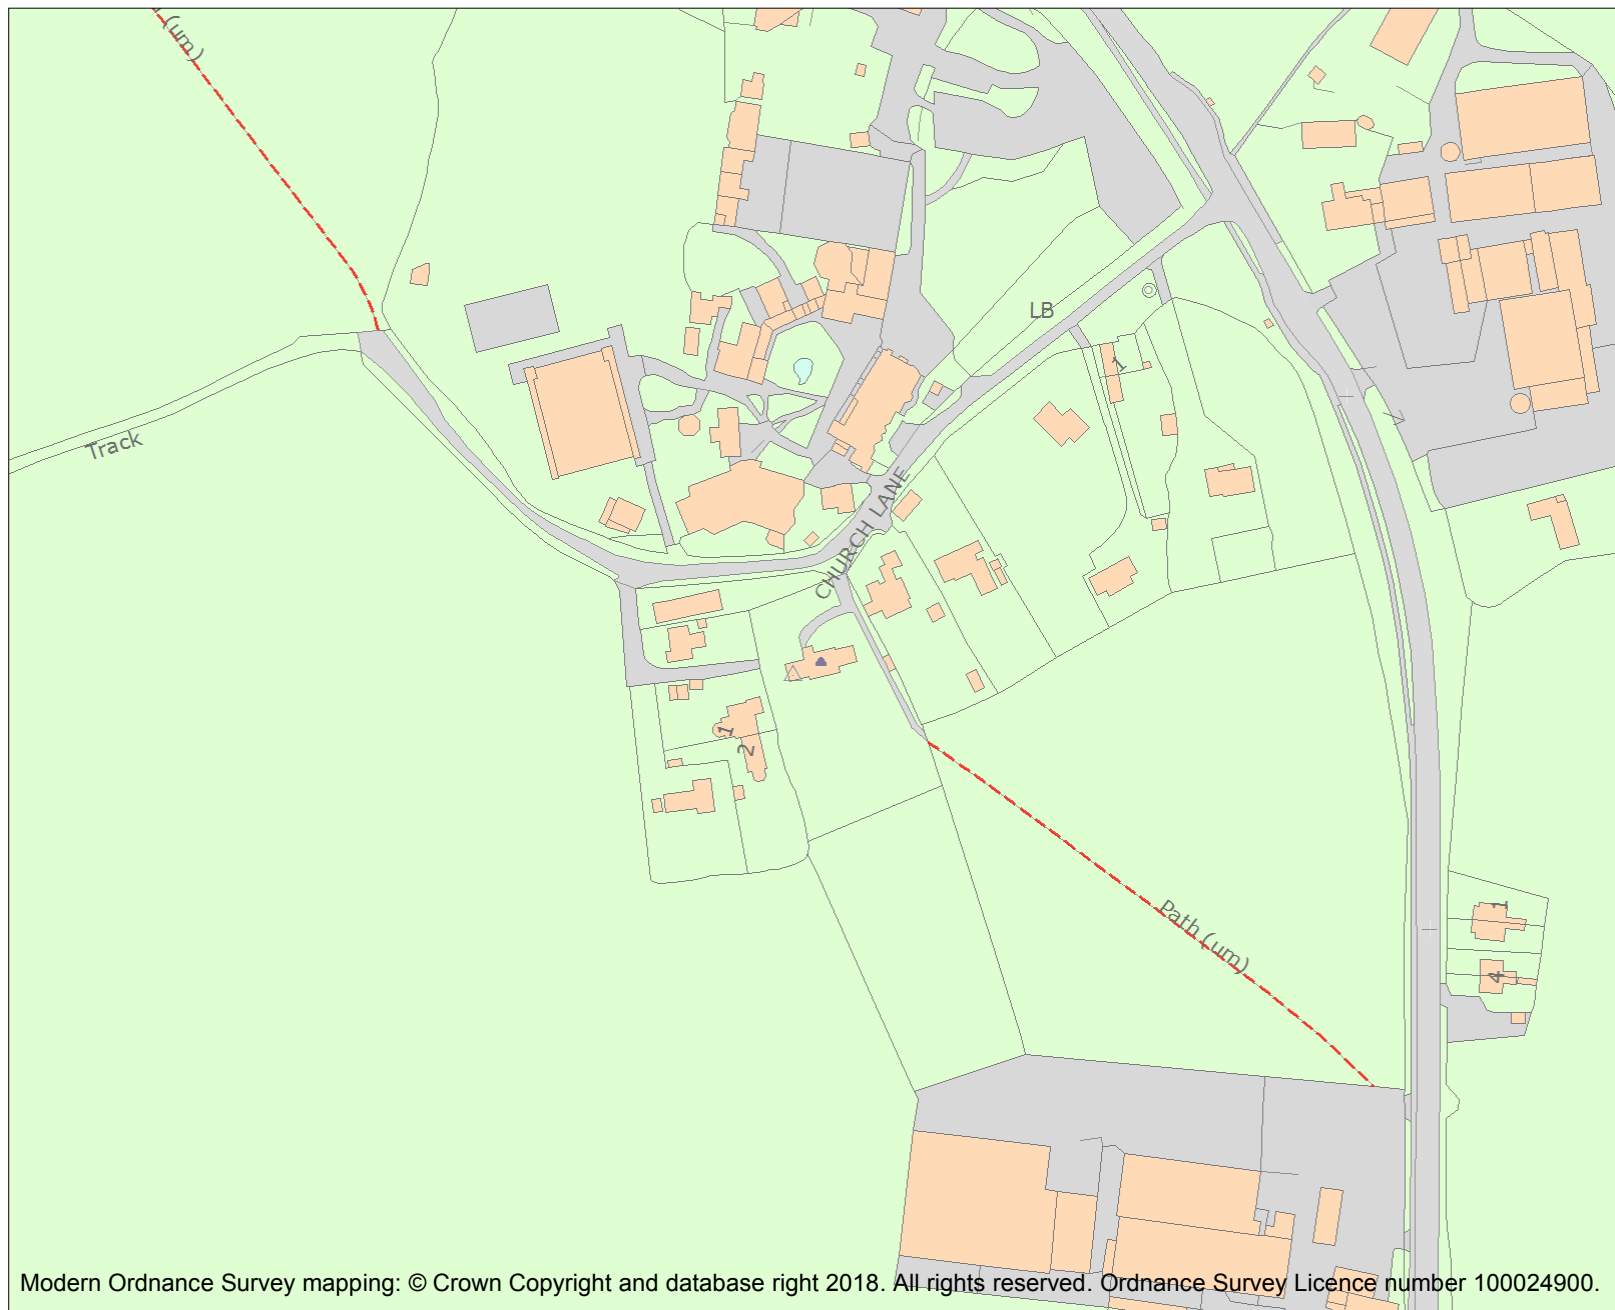 (um)
LB
1
Track
CHURCH LANE
1
2
Path (um)
1
4
Modern Ordnance Survey mapping: © Crown Copyright and database right 2018. All rights reserved. Ordnance Survey Licence number 100024900.